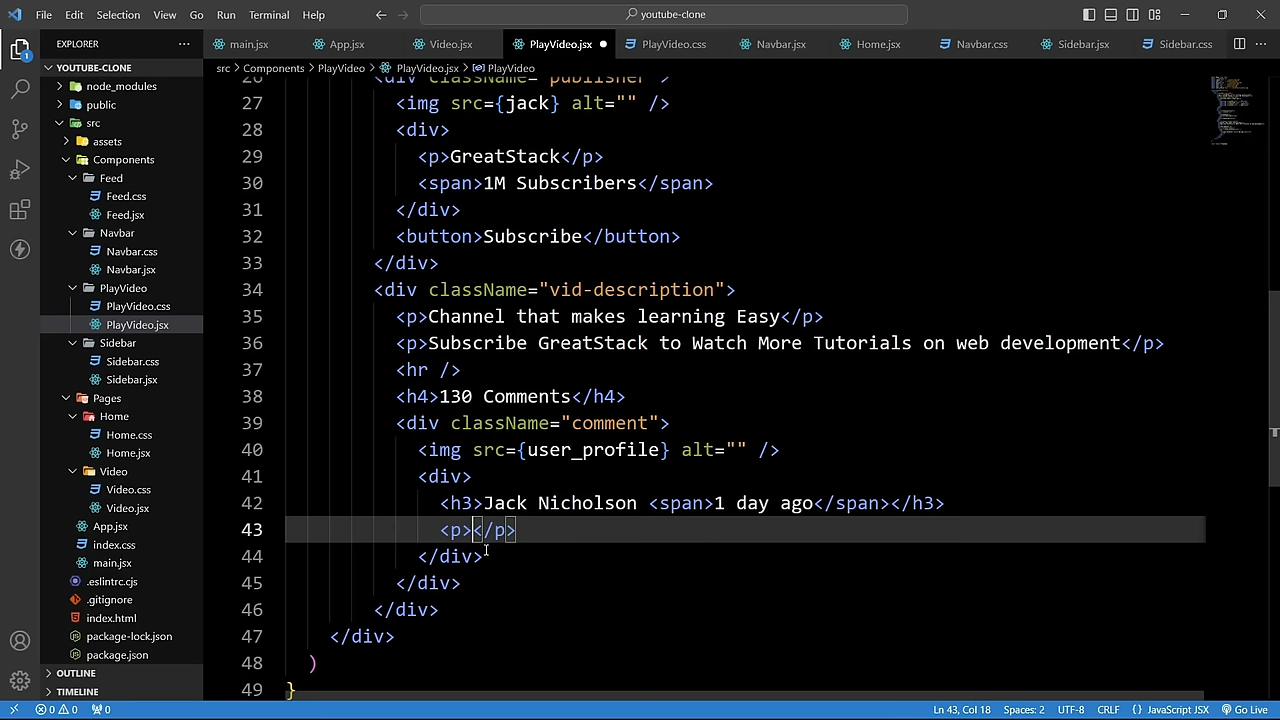 File Edit Selection View Go Run Terminal Help
youtube-clone
EXPLORER
main.jsx App.jsx Video.jsx PlayVideo.jsx PlayVideo.css Navbar.jsx Home.jsx Navbar.css Sidebar.jsx Sidebar.css
src > Components > PlayVideo > PlayVideo.jsx > PlayVideo
1
YOUTUBE-CLONE
node_modules
public
src
assets
Components
Feed
Feed.css
Feed.jsx
Navbar
Navbar.css
Navbar.jsx
PlayVideo
PlayVideo.css
PlayVideo.jsx
Sidebar
Sidebar.css
Sidebar.jsx
Pages
Home
Home.css
Home.jsx
Video
Video.css
Video.jsx
App.jsx
index.css
main.jsx
.eslintrc.cjs
.gitignore
index.html
package-lock.json
package.json
OUTLINE
TIMELINE
26 <div className="publisher">
27 <img src={jack} alt="" />
28 <div>
29 <p>GreatStack</p>
30 <span>1M Subscribers</span>
31 </div>
32 <button>Subscribe</button>
33 </div>
34 <div className="vid-description">
35 <p>Channel that makes learning Easy</p>
36 <p>Subscribe GreatStack to Watch More Tutorials on web development</p>
37 <hr />
38 <h4>130 Comments</h4>
39 <div className="comment">
40 <img src={user_profile} alt="" />
41 <div>
42 <h3>Jack Nicholson <span>1 day ago</span></h3>
43 <p></p>
44 </div>
45 </div>
46 </div>
47 </div>
48 )
49 }
0 0 0 Ln 43, Col 18 Spaces: 2 UTF-8 CRLF {} JavaScript JSX Go Live